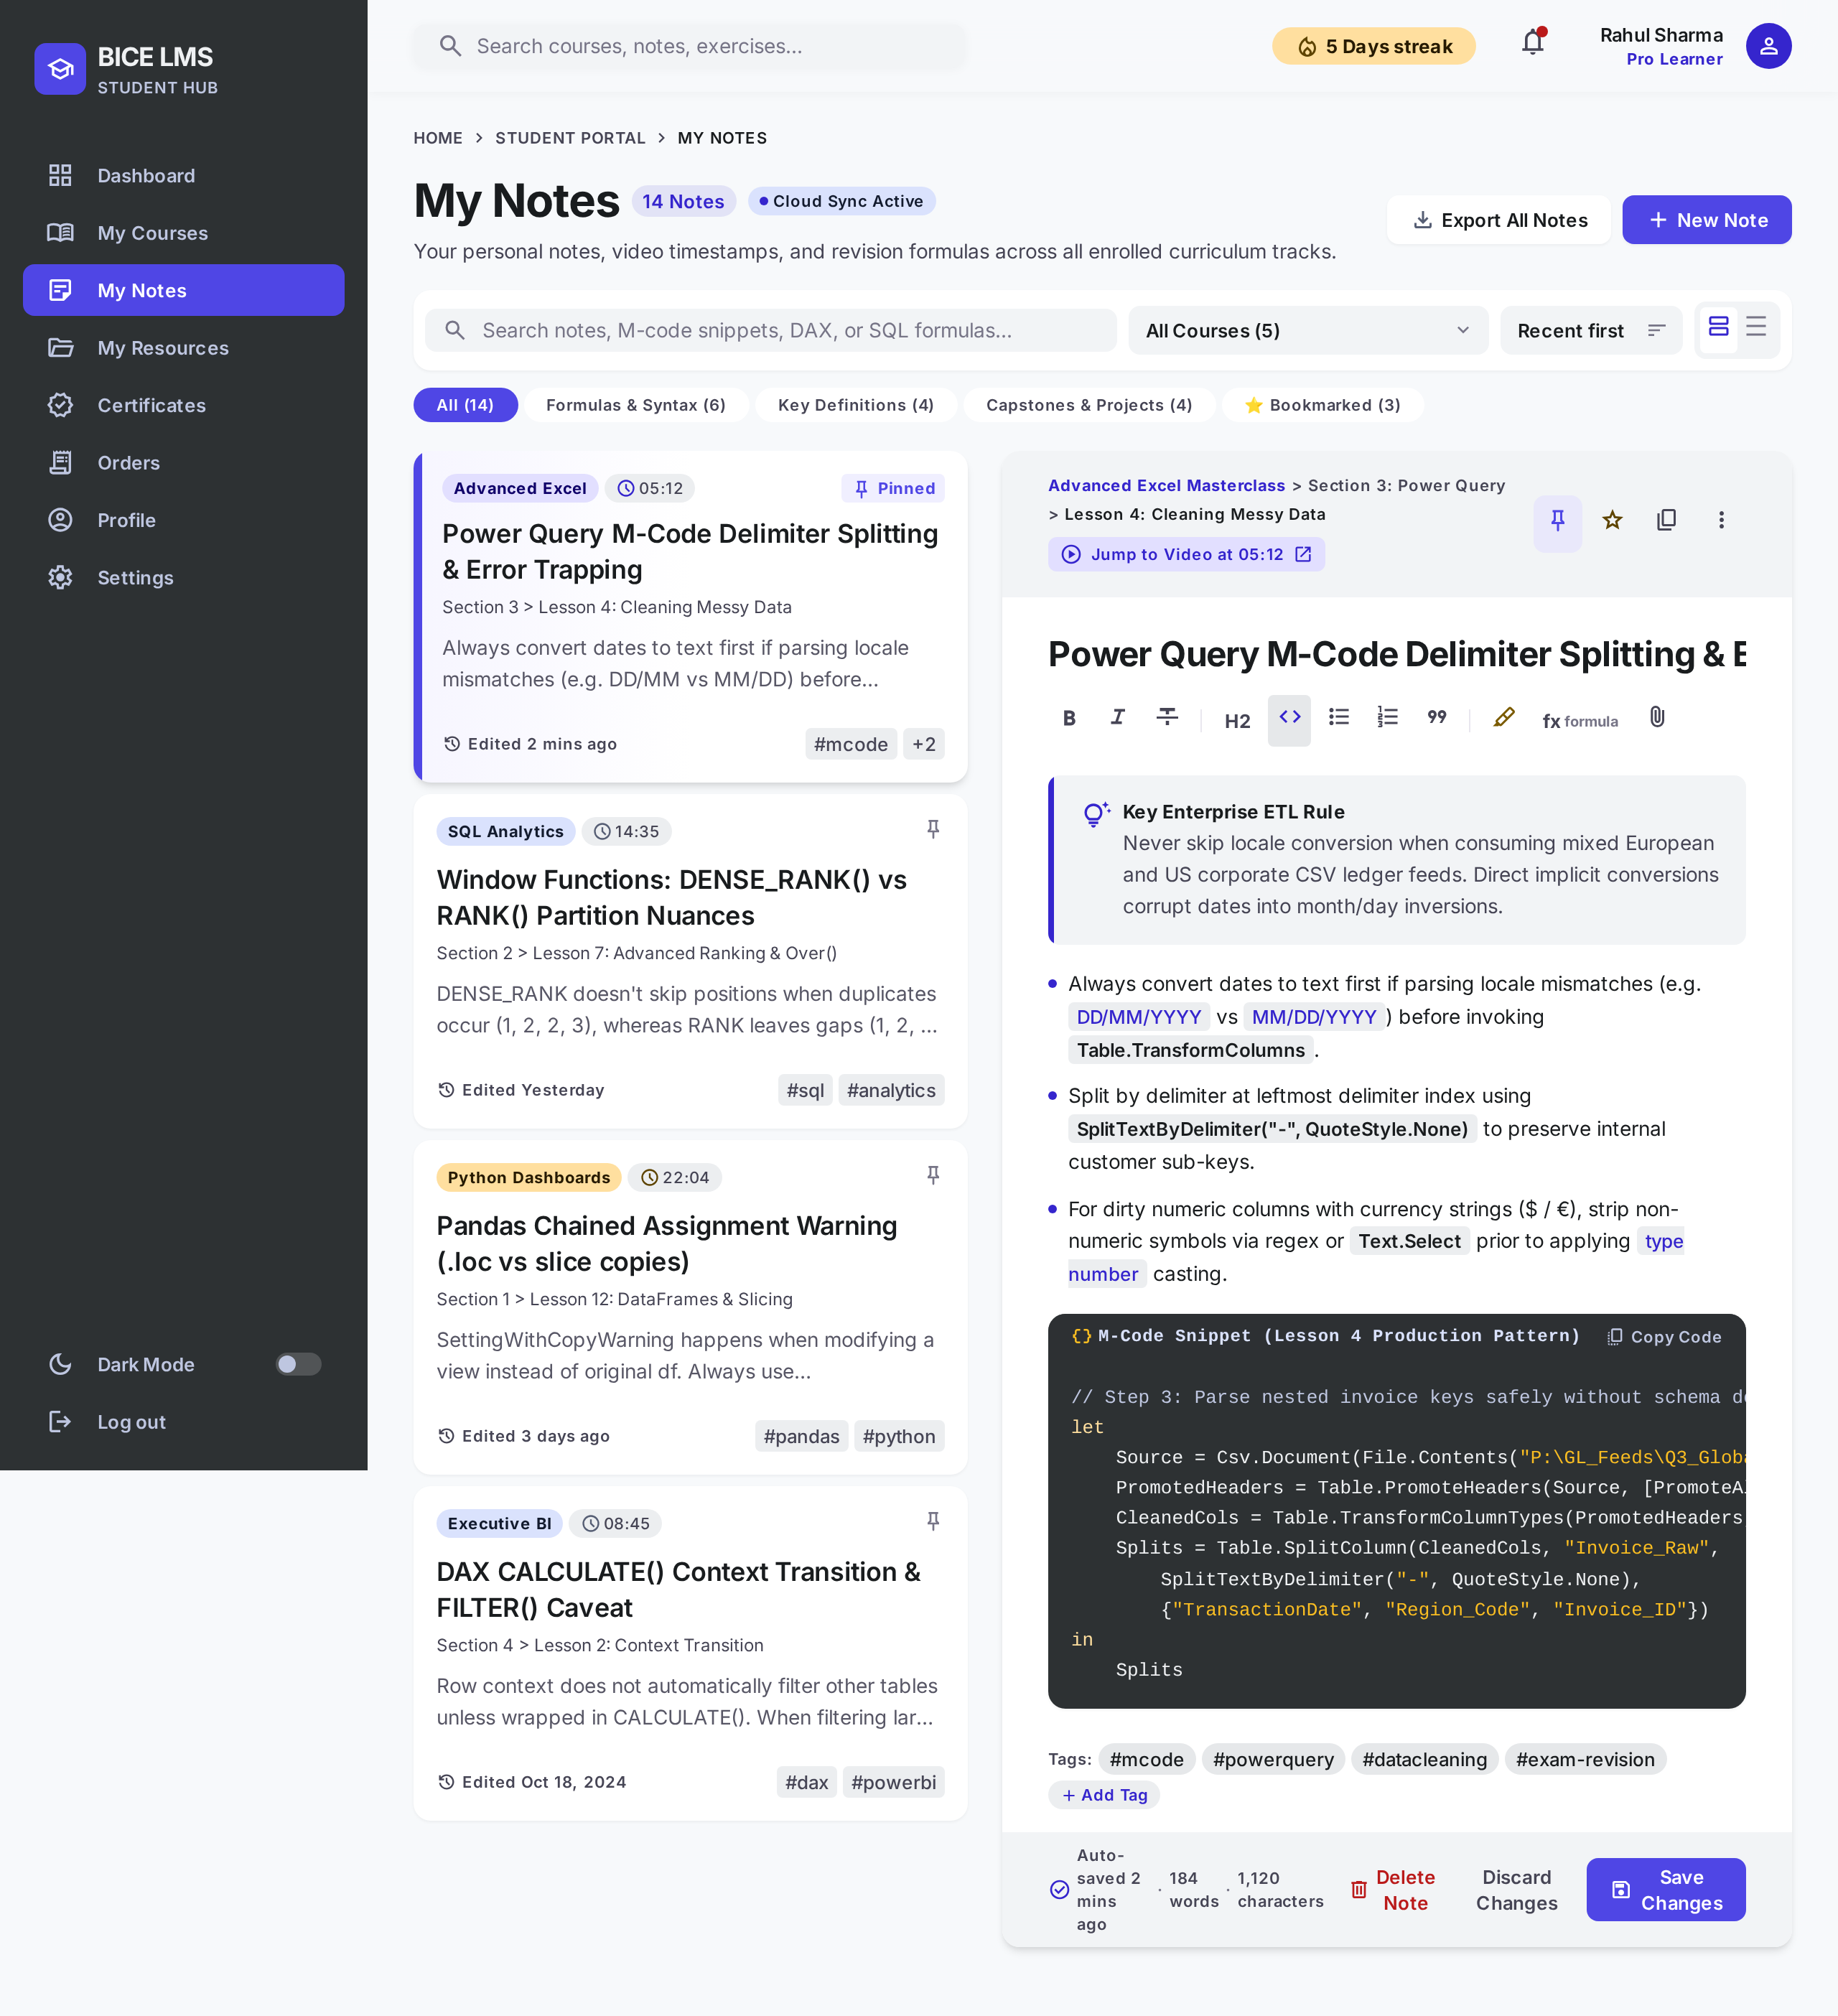 BICE LMS
STUDENT HUB
Dashboard
My Courses
My Notes
My Resources
Certificates
Orders
Profile
Settings
Dark Mode
Log out
Search courses, notes, exercises...
5 Days streak
Rahul Sharma
Pro Learner
HOME > STUDENT PORTAL > MY NOTES
My Notes
14 Notes
Cloud Sync Active
Your personal notes, video timestamps, and revision formulas across all enrolled curriculum tracks.
Export All Notes
+ New Note
Search notes, M-code snippets, DAX, or SQL formulas...
All Courses (5)
Recent first
All (14)
Formulas & Syntax (6)
Key Definitions (4)
Capstones & Projects (4)
⭐ Bookmarked (3)
Advanced Excel
05:12
Pinned
Power Query M-Code Delimiter Splitting
& Error Trapping
Section 3 > Lesson 4: Cleaning Messy Data
Always convert dates to text first if parsing locale
mismatches (e.g. DD/MM vs MM/DD) before...
Edited 2 mins ago
#mcode
+2
SQL Analytics
14:35
Window Functions: DENSE_RANK() vs
RANK() Partition Nuances
Section 2 > Lesson 7: Advanced Ranking & Over()
DENSE_RANK doesn't skip positions when duplicates
occur (1, 2, 2, 3), whereas RANK leaves gaps (1, 2, ...
Edited Yesterday
#sql
#analytics
Python Dashboards
22:04
Pandas Chained Assignment Warning
(.loc vs slice copies)
Section 1 > Lesson 12: DataFrames & Slicing
SettingWithCopyWarning happens when modifying a
view instead of original df. Always use...
Edited 3 days ago
#pandas
#python
Executive BI
08:45
DAX CALCULATE() Context Transition &
FILTER() Caveat
Section 4 > Lesson 2: Context Transition
Row context does not automatically filter other tables
unless wrapped in CALCULATE(). When filtering lar...
Edited Oct 18, 2024
#dax
#powerbi
Advanced Excel Masterclass > Section 3: Power Query
> Lesson 4: Cleaning Messy Data
Jump to Video at 05:12
Power Query M-Code Delimiter Splitting & E
B I T H2 <> 99 fx formula
Key Enterprise ETL Rule
Never skip locale conversion when consuming mixed European
and US corporate CSV ledger feeds. Direct implicit conversions
corrupt dates into month/day inversions.
Always convert dates to text first if parsing locale mismatches (e.g.
DD/MM/YYYY vs MM/DD/YYYY) before invoking
Table.TransformColumns.
Split by delimiter at leftmost delimiter index using
SplitTextByDelimiter("-", QuoteStyle.None) to preserve internal
customer sub-keys.
For dirty numeric columns with currency strings ($ / €), strip non-
numeric symbols via regex or Text.Select prior to applying type
number casting.
{} M-Code Snippet (Lesson 4 Production Pattern)
Copy Code
// Step 3: Parse nested invoice keys safely without schema d
let
Source = Csv.Document(File.Contents("P:\GL_Feeds\Q3_Globa
PromotedHeaders = Table.PromoteHeaders(Source, [PromoteA
CleanedCols = Table.TransformColumnTypes(PromotedHeaders
Splits = Table.SplitColumn(CleanedCols, "Invoice_Raw",
SplitTextByDelimiter("-", QuoteStyle.None),
{"TransactionDate", "Region_Code", "Invoice_ID"})
in
Splits
Tags: #mcode #powerquery #datacleaning #exam-revision
+ Add Tag
Auto-
saved 2
mins
ago
· 184
words
· 1,120
characters
Delete
Note
Discard
Changes
Save
Changes